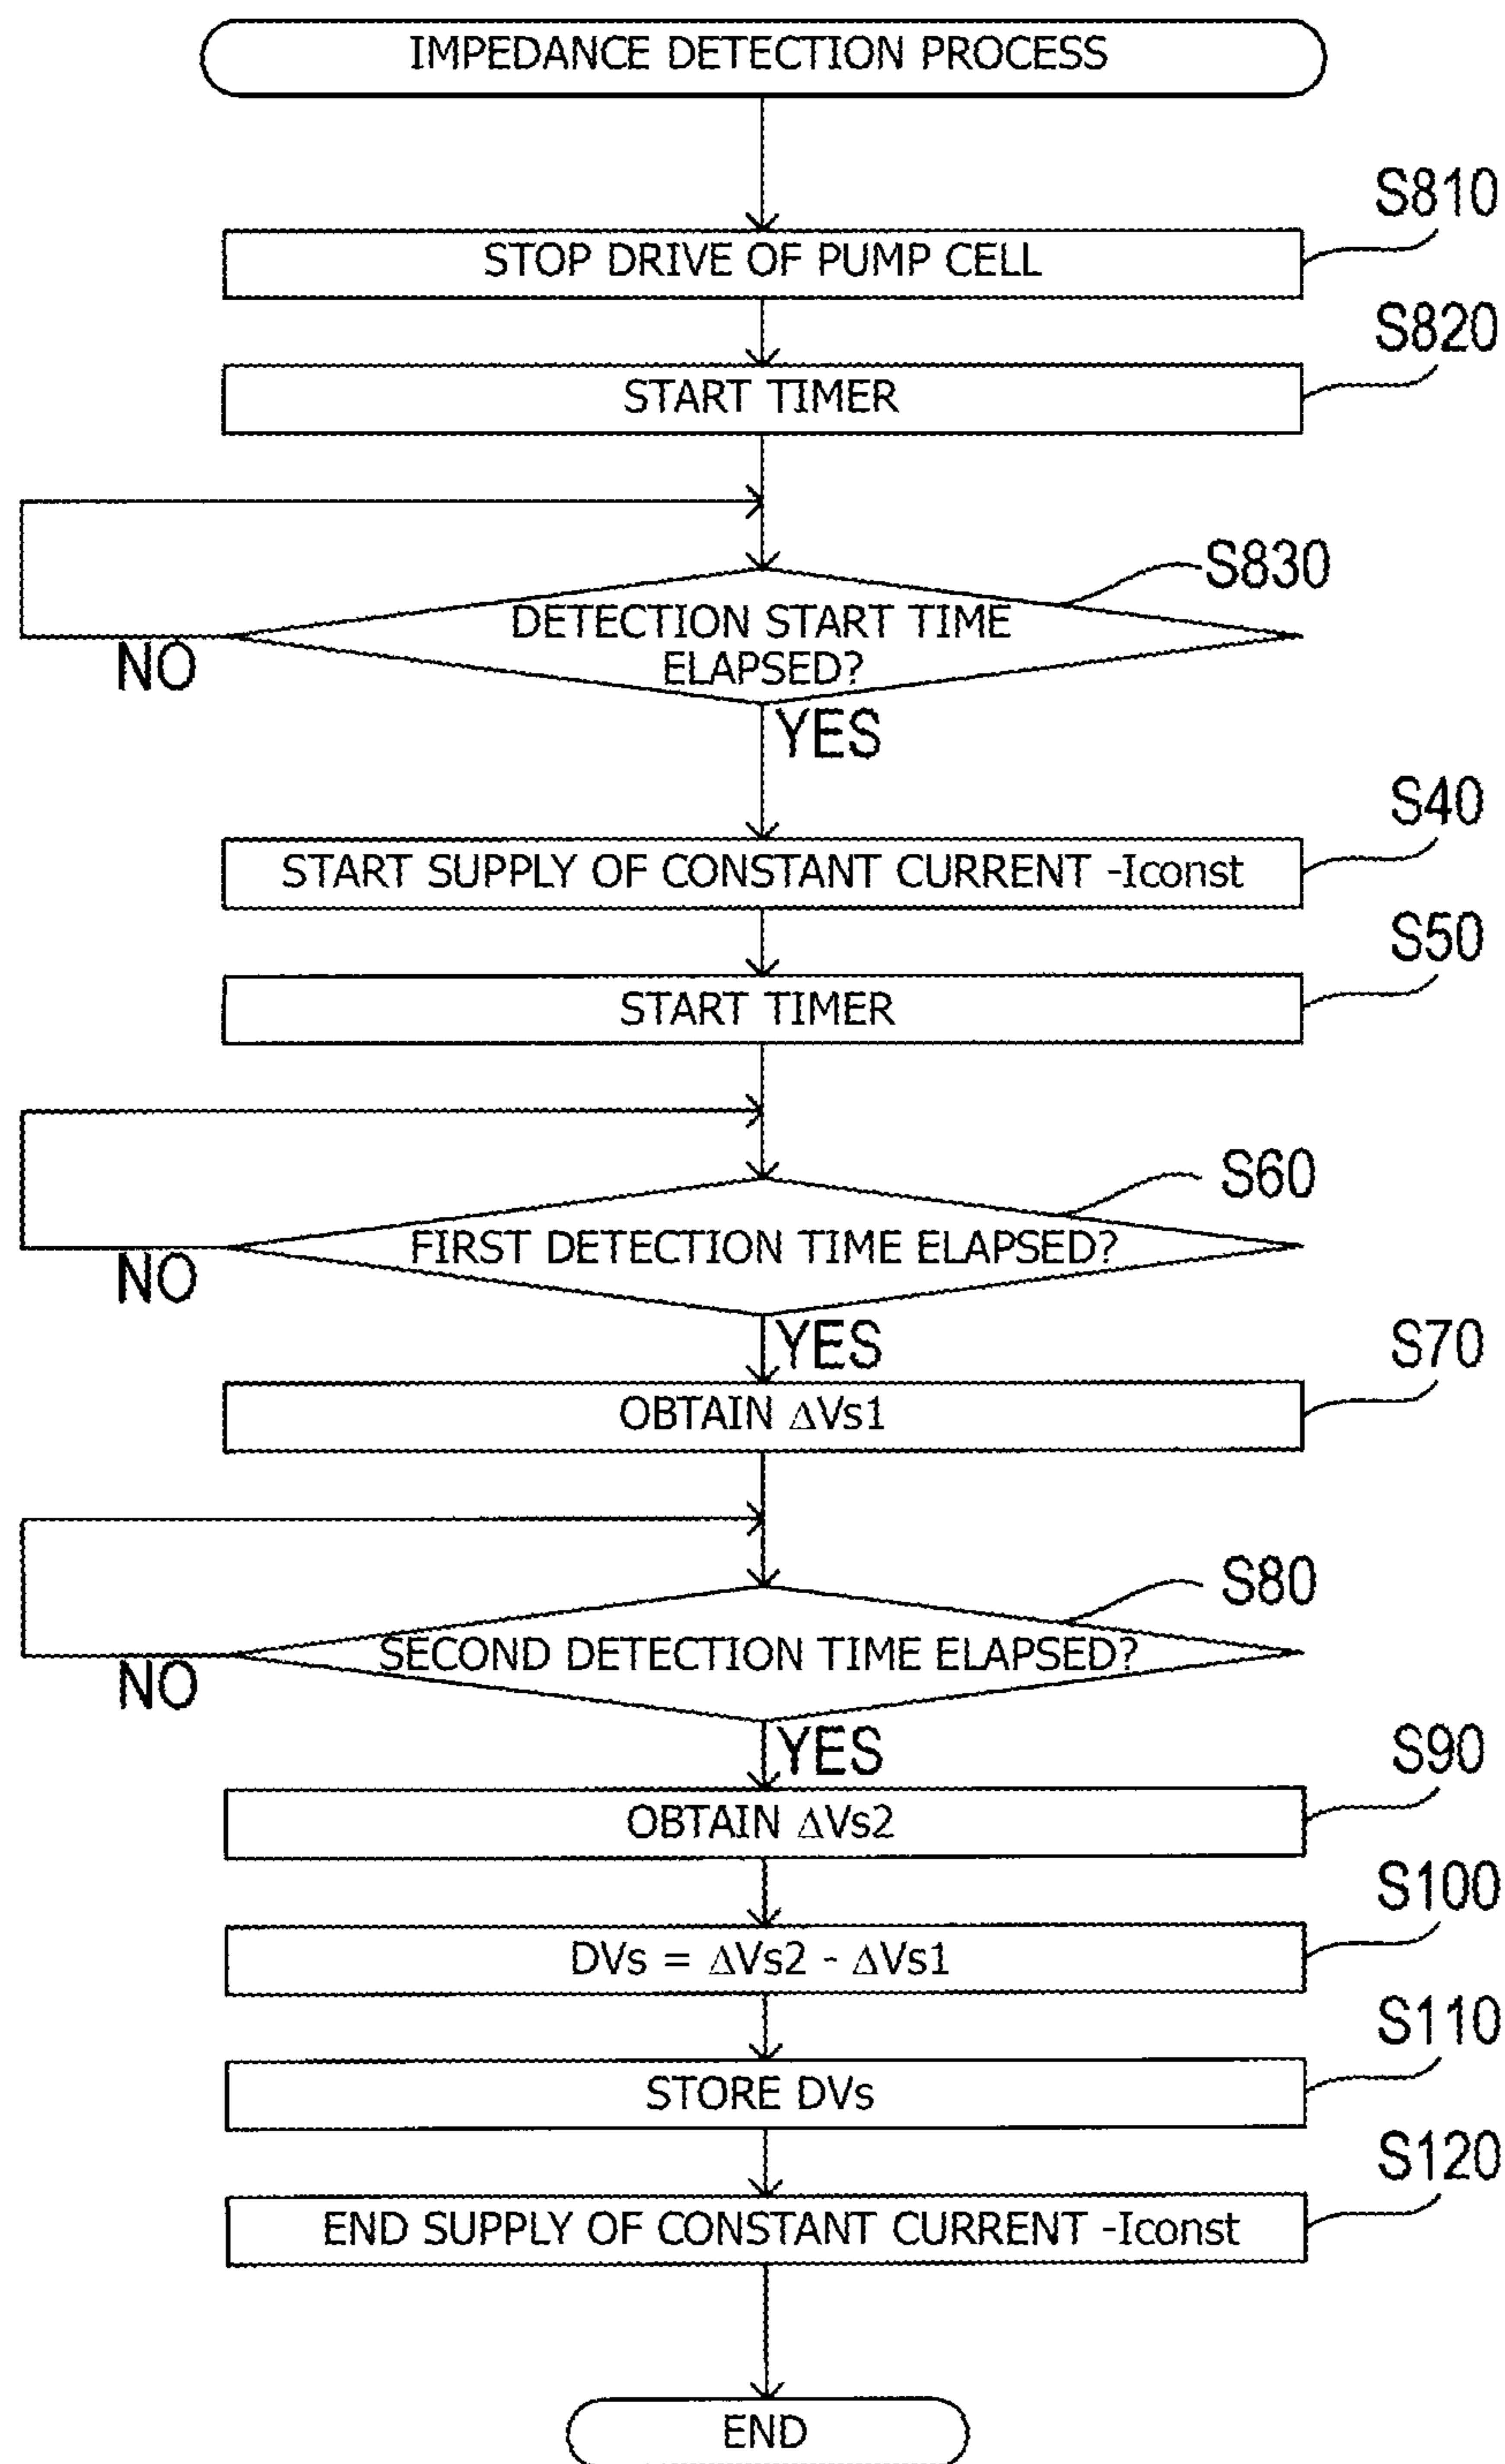 IMPEDANCE DETECTION PROCESS
S810
STOP DRIVE OF PUMP CELL
S820
START TIMER
S830
DETECTION START TIME
ELAPSED?
NO
YES
S40
START SUPPLY OF CONSTANT CURRENT -Iconst
S50
START TIMER
S60
FIRST DETECTION TIME ELAPSED?
NO
YES
S70
OBTAIN ΔVs1
S80
SECOND DETECTION TIME ELAPSED?
NO
YES
S90
OBTAIN ΔVs2
S100
DVs = ΔVs2 - ΔVs1
S110
STORE DVs
S120
END SUPPLY OF CONSTANT CURRENT -Iconst
END